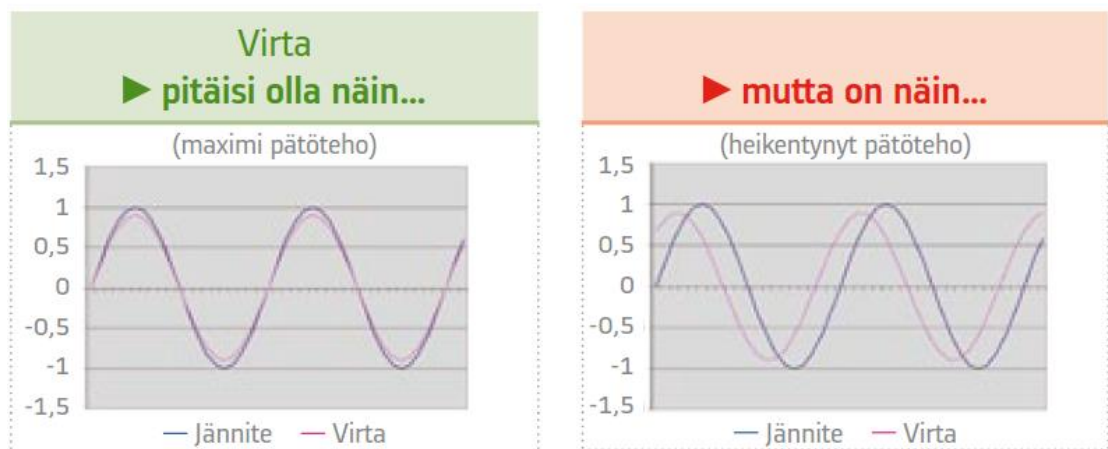 Virta
► pitäisi olla näin...
(maximi pätöteho)
1,5
1
0,5
0
-0,5
-1
-1,5
— Jännite — Virta
► mutta on näin...
(heikentynyt pätöteho)
1,5
1
0,5
0
-0,5
-1
-1,5
— Jännite — Virta